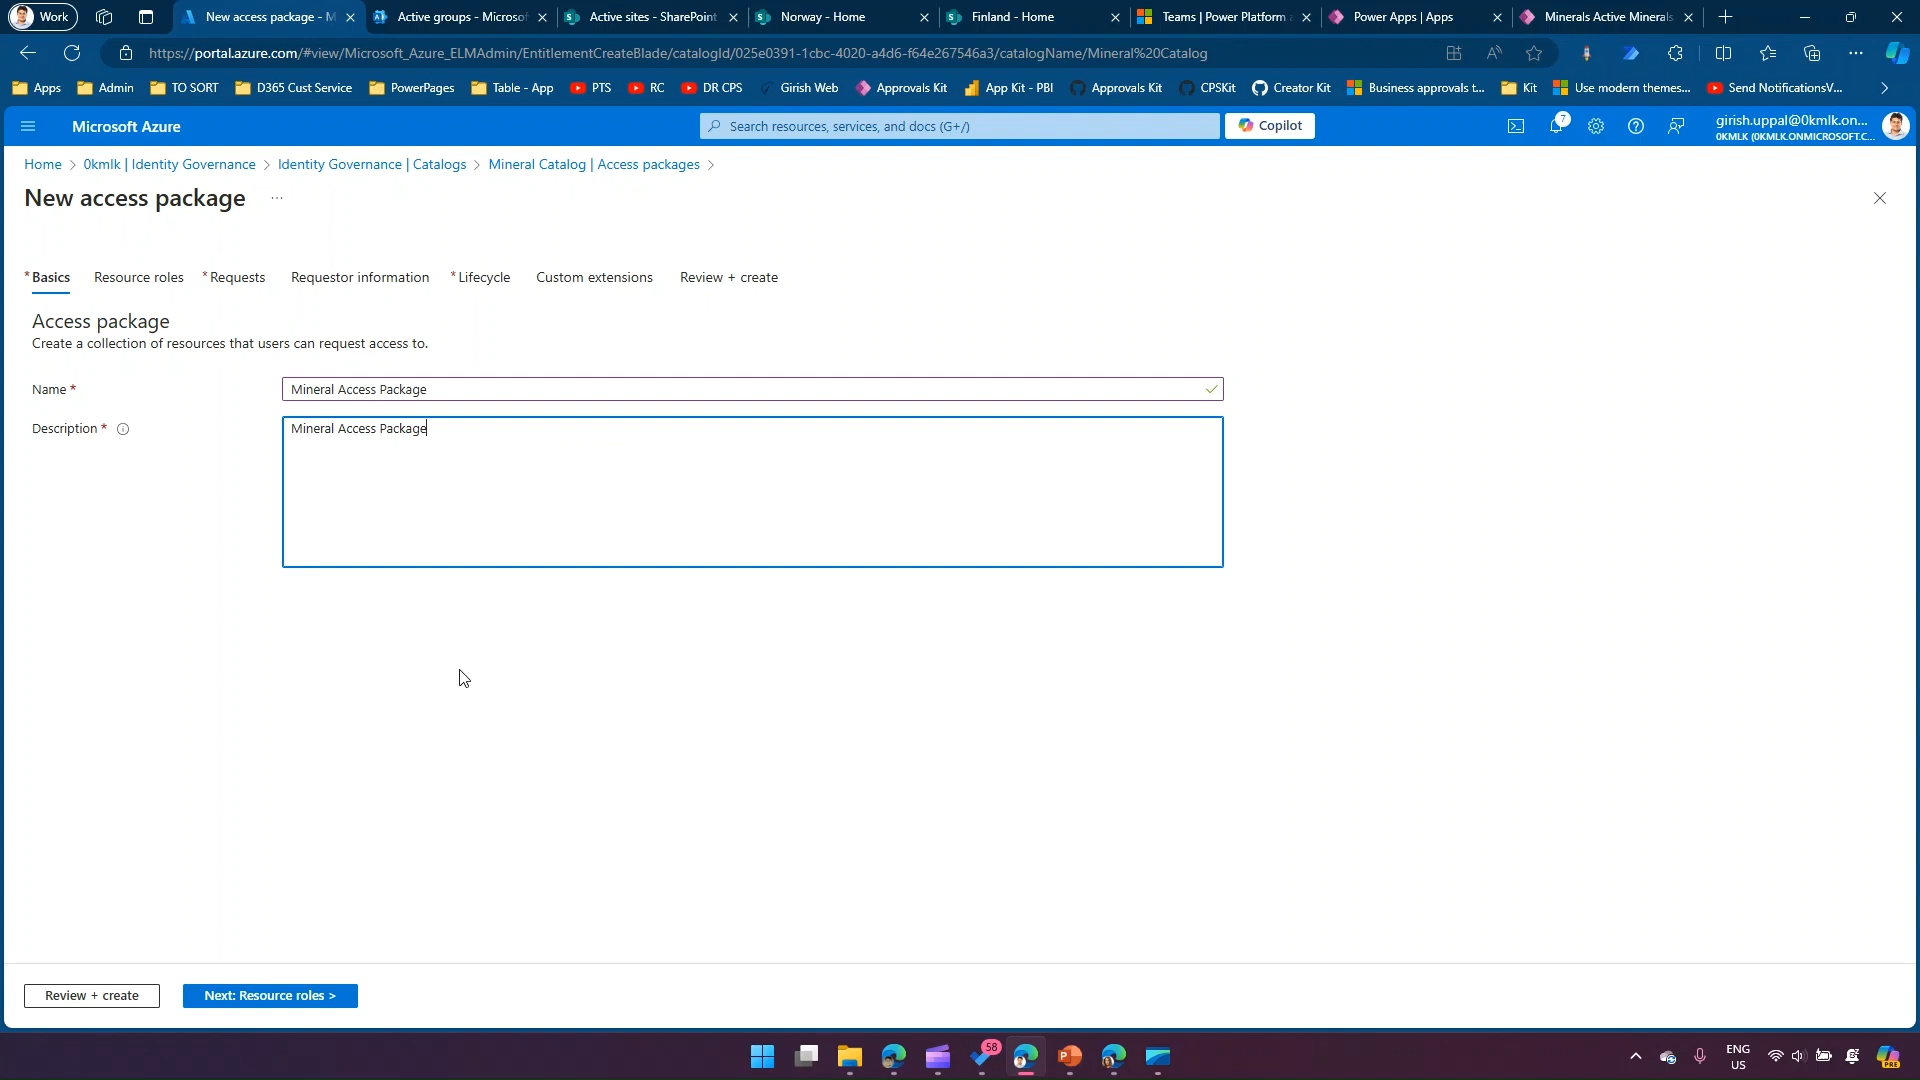 Work
New access package - M
Active groups - Microsof
Active sites - SharePoint
Norway - Home
Finland - Home
Teams | Power Platform a
Power Apps | Apps
Minerals Active Minerals
https://portal.azure.com/#view/Microsoft_Azure_ELMAdmin/EntitlementCreateBlade/catalogId/025e0391-1cbc-4020-a4d6-f64e267546a3/catalogName/Mineral%20Catalog
Apps
Admin
TO SORT
D365 Cust Service
PowerPages
Table - App
PTS
RC
DR CPS
Girish Web
Approvals Kit
App Kit - PBI
Approvals Kit
CPSKit
Creator Kit
Business approvals t...
Kit
Use modern themes...
Send NotificationsV...
Microsoft Azure
Search resources, services, and docs (G+/)
Copilot
7
girish.uppal@0kmlk.on...
0KMLK (0KMLK.ONMICROSOFT.C...
Home > 0kmlk | Identity Governance > Identity Governance | Catalogs > Mineral Catalog | Access packages >
New access package ...
* Basics
Resource roles
* Requests
Requestor information
* Lifecycle
Custom extensions
Review + create
Access package
Create a collection of resources that users can request access to.
Name *
Mineral Access Package
Description *
Mineral Access Package
Review + create
Next: Resource roles >
58
PRE
ENG
US